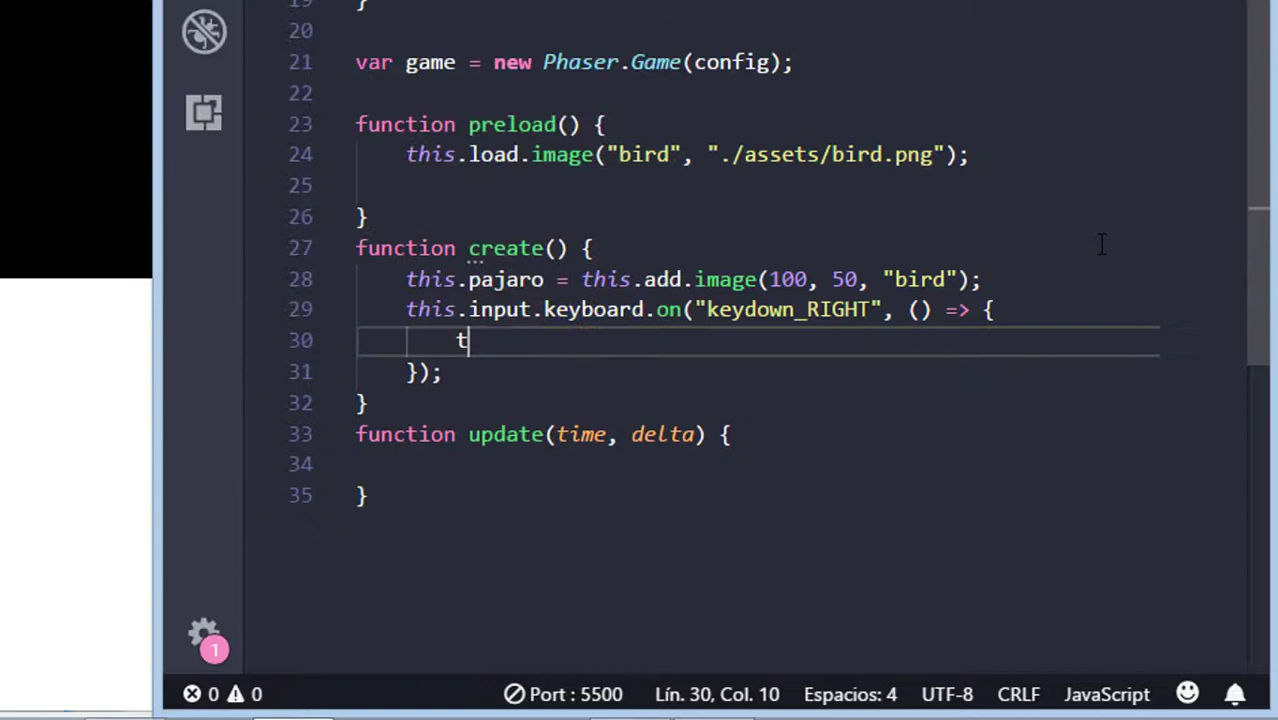 19 }
20
21 var game = new Phaser.Game(config);
22
23 function preload() {
24 this.load.image("bird", "./assets/bird.png");
25
26 }
27 function create() {
28 this.pajaro = this.add.image(100, 50, "bird");
29 this.input.keyboard.on("keydown_RIGHT", () => {
30 t
31 });
32 }
33 function update(time, delta) {
34
35 }
1
0 0 Port : 5500 Lín. 30, Col. 10 Espacios: 4 UTF-8 CRLF JavaScript